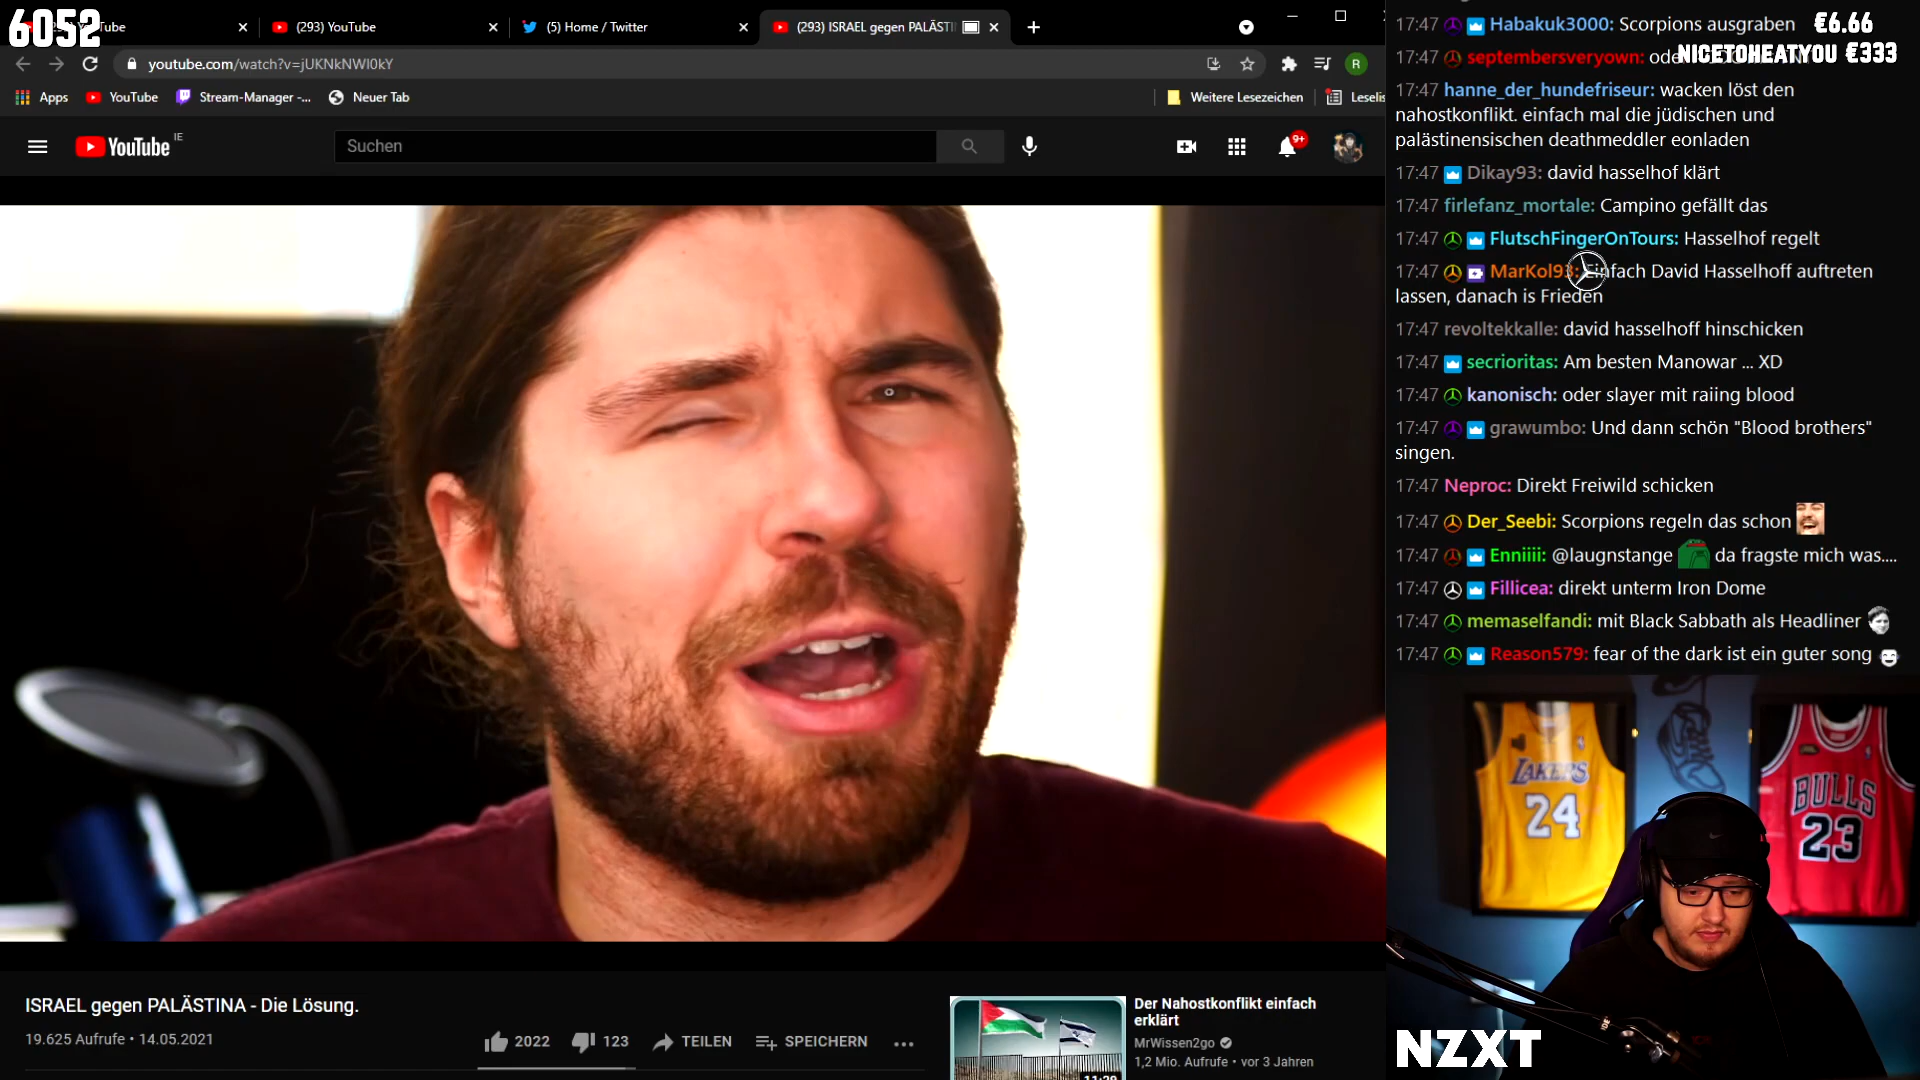 6052
(293) YouTube
(5) Home / Twitter
(293) ISRAEL gegen PALÄSTI
youtube.com/watch?v=jUKNkNWI0kY
R
Apps
YouTube
Stream-Manager -...
Neuer Tab
Weitere Lesezeichen
Leselis
YouTube IE
Suchen
9+
ISRAEL gegen PALÄSTINA - Die Lösung.
19.625 Aufrufe • 14.05.2021
2022
123
TEILEN
SPEICHERN
Der Nahostkonflikt einfach
erklärt
MrWissen2go
1,2 Mio. Aufrufe • vor 3 Jahren
€6.66
NICETOHEATYOU €333
17:47 Habakuk3000: Scorpions ausgraben
17:47 septembersveryown:
17:47 hanne_der_hundefriseur: wacken löst den
nahostkonflikt. einfach mal die jüdischen und
palästinensischen deathmeddler eonladen
17:47 Dikay93: david hasselhof klärt
17:47 firlefanz_mortale: Campino gefällt das
17:47 FlutschFingerOnTours: Hasselhof regelt
17:47 MarKol93: Einfach David Hasselhoff auftreten
lassen, danach is Frieden
17:47 revoltekkalle: david hasselhoff hinschicken
17:47 secrioritas: Am besten Manowar ... XD
17:47 kanonisch: oder slayer mit raiing blood
17:47 grawumbo: Und dann schön "Blood brothers"
singen.
17:47 Neproc: Direkt Freiwild schicken
17:47 Der_Seebi: Scorpions regeln das schon
17:47 Enniiii: @laugnstange da fragste mich was....
17:47 Fillicea: direkt unterm Iron Dome
17:47 memaselfandi: mit Black Sabbath als Headliner
17:47 Reason579: fear of the dark ist ein guter song
LAKERS
24
BULLS
23
NZXT